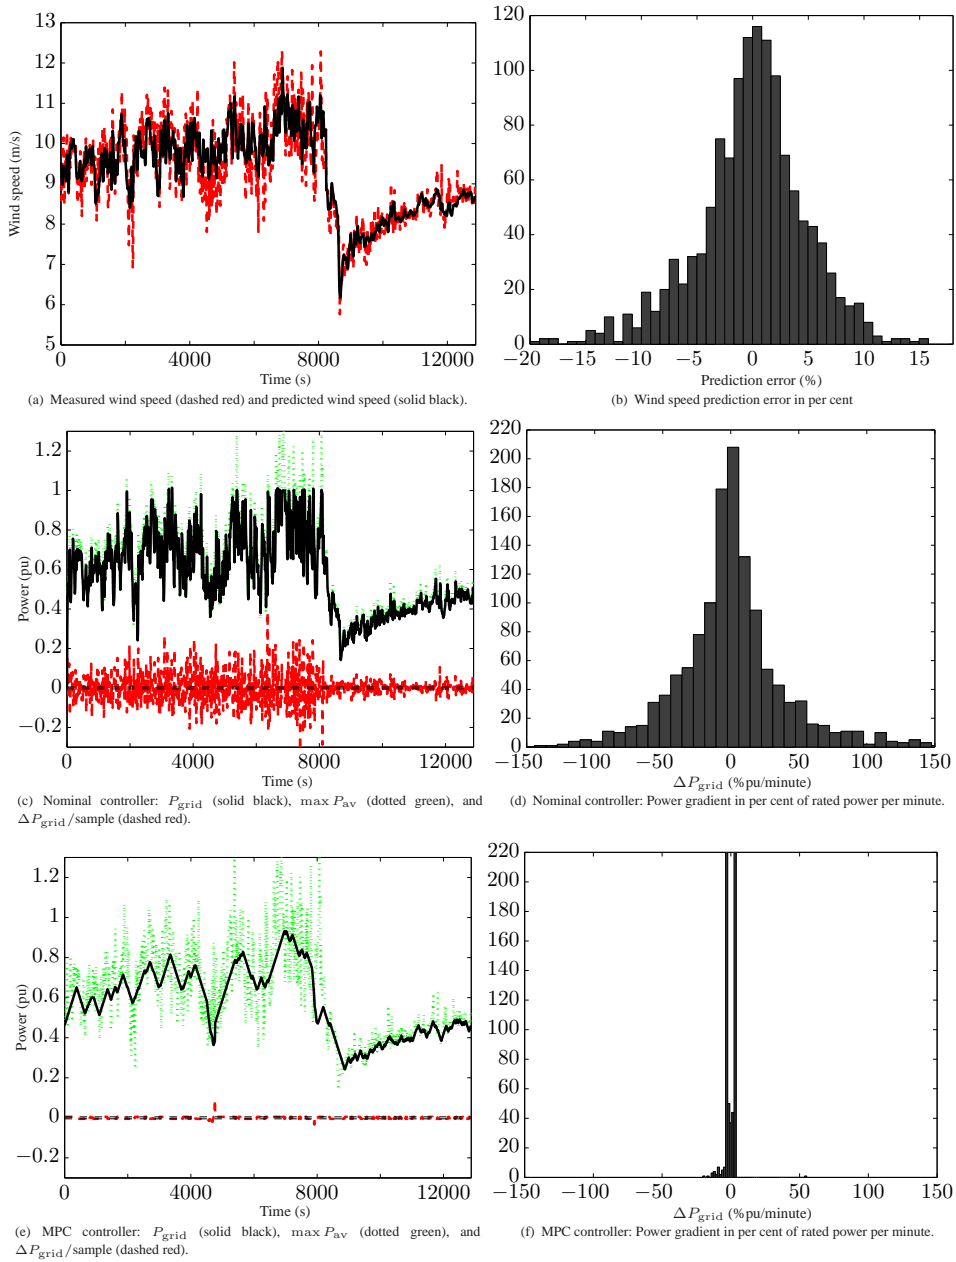 13
12
11
10
9
8
7
6
5
Wind speed (m/s)
0 4000 8000 12000
Time (s)
(a) Measured wind speed (dashed red) and predicted wind speed (solid black).
120
100
80
60
40
20
0
−20 −15 −10 −5 0 5 10 15
Prediction error (%)
(b) Wind speed prediction error in per cent
1.2
1
0.8
0.6
0.4
0.2
0
−0.2
Power (pu)
0 4000 8000 12000
Time (s)
(c) Nominal controller: P_grid (solid black), max P_av (dotted green), and
ΔP_grid/sample (dashed red).
220
200
180
160
140
120
100
80
60
40
20
0
−150 −100 −50 0 50 100 150
ΔP_grid (%pu/minute)
(d) Nominal controller: Power gradient in per cent of rated power per minute.
1.2
1
0.8
0.6
0.4
0.2
0
−0.2
Power (pu)
0 4000 8000 12000
Time (s)
(e) MPC controller: P_grid (solid black), max P_av (dotted green), and
ΔP_grid/sample (dashed red).
220
200
180
160
140
120
100
80
60
40
20
0
−150 −100 −50 0 50 100 150
ΔP_grid (%pu/minute)
(f) MPC controller: Power gradient in per cent of rated power per minute.